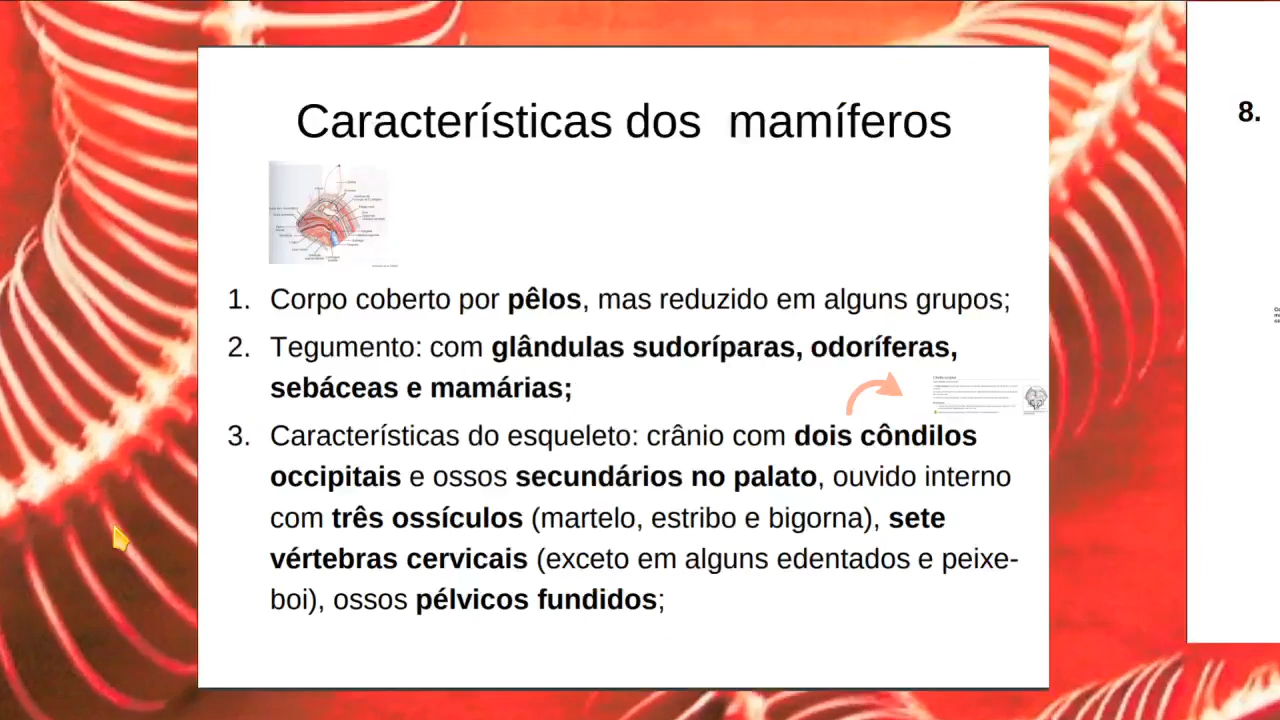 Características dos mamíferos
1. Corpo coberto por pêlos, mas reduzido em alguns grupos;
2. Tegumento: com glândulas sudoríparas, odoríferas,
sebáceas e mamárias;
3. Características do esqueleto: crânio com dois côndilos
occipitais e ossos secundários no palato, ouvido interno
com três ossículos (martelo, estribo e bigorna), sete
vértebras cervicais (exceto em alguns edentados e peixe-
boi), ossos pélvicos fundidos;
8.